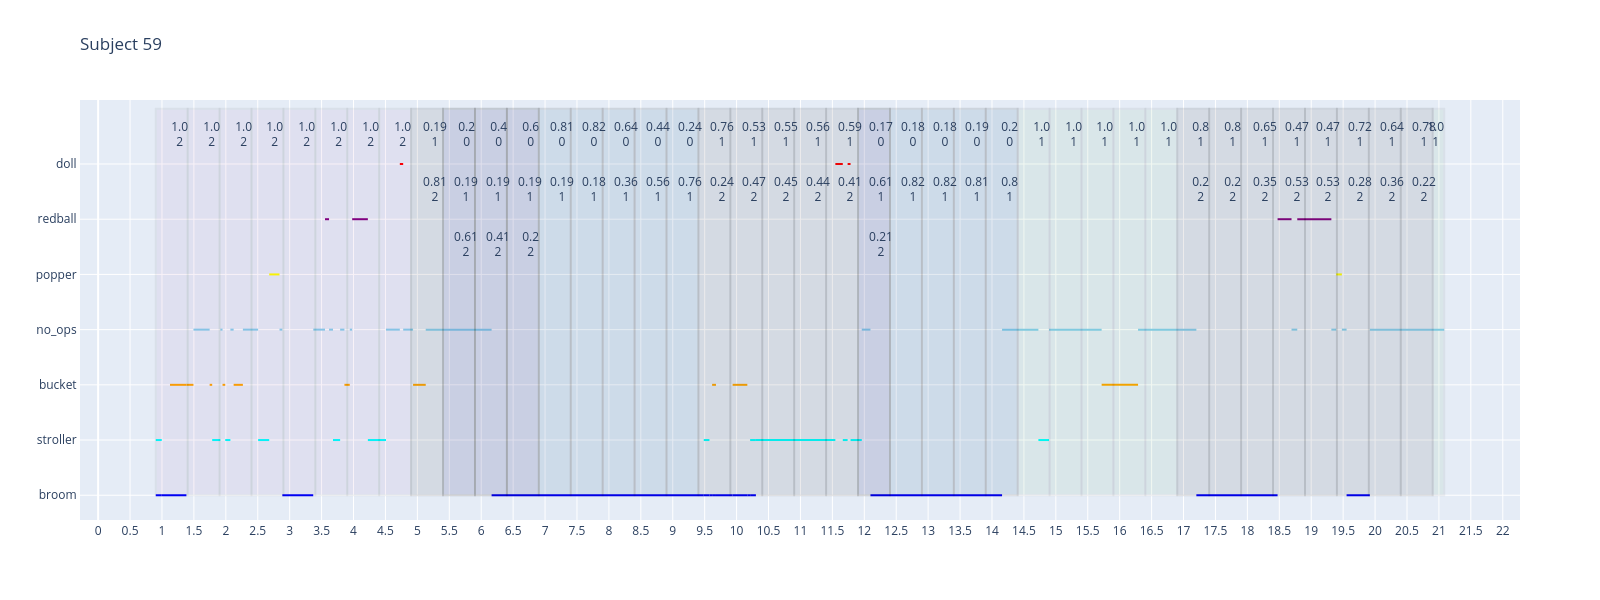 Subject 59
1.0 1.0 1.0 1.0 1.0 1.0 1.0 1.0 0.19 0.2 0.4 0.6 0.81 0.82 0.64 0.44 0.24 0.76 0.53 0.55 0.56 0.59 0.17 0.18 0.18 0.19 0.2 1.0 1.0 1.0 1.0 1.0 0.8 0.8 0.65 0.47 0.47 0.72 0.64 0.78 1.0
2 2 2 2 2 2 2 2 1 0 0 0 0 0 0 0 0 1 1 1 1 1 0 0 0 0 0 1 1 1 1 1 1 1 1 1 1 1 1 1 1
doll
0.81 0.19 0.19 0.19 0.19 0.18 0.36 0.56 0.76 0.24 0.47 0.45 0.44 0.41 0.61 0.82 0.82 0.81 0.8 0.2 0.2 0.35 0.53 0.53 0.28 0.36 0.22
2 1 1 1 1 1 1 1 1 2 2 2 2 2 1 1 1 1 1 2 2 2 2 2 2 2 2
redball
0.61 0.41 0.2 0.21
2 2 2 2
popper
no_ops
bucket
stroller
broom
0 0.5 1 1.5 2 2.5 3 3.5 4 4.5 5 5.5 6 6.5 7 7.5 8 8.5 9 9.5 10 10.5 11 11.5 12 12.5 13 13.5 14 14.5 15 15.5 16 16.5 17 17.5 18 18.5 19 19.5 20 20.5 21 21.5 22